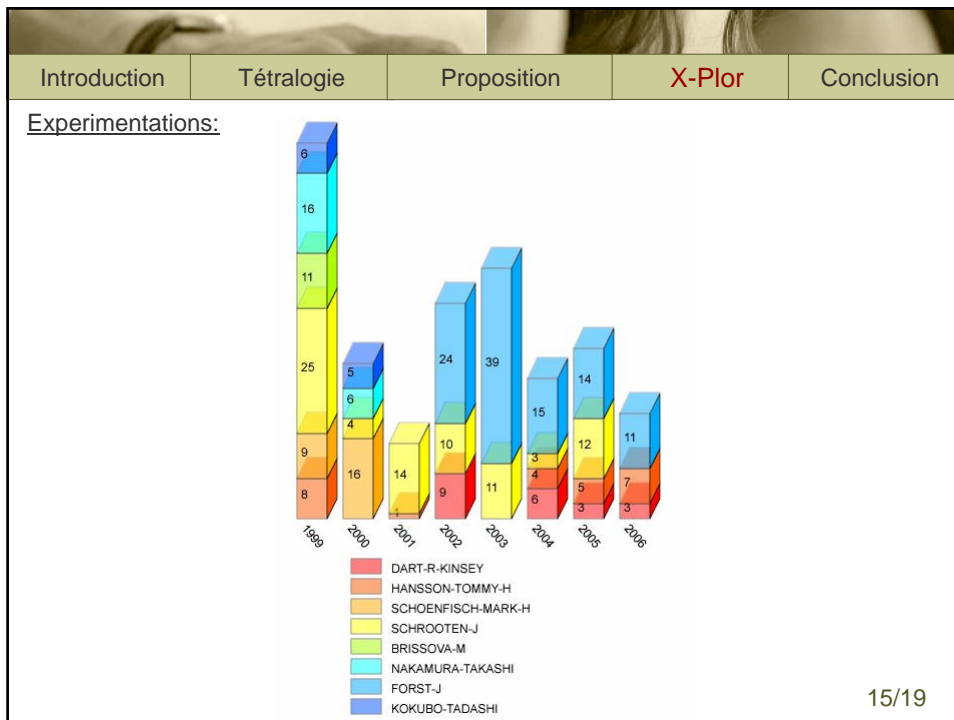 Introduction Tétralogie Proposition X-Plor Conclusion
Experimentations:
6
16
11
25
9
8
5
6
4
16
14
1
24
10
9
39
11
15
3
4
6
14
12
5
3
11
7
3
1999 2000 2001 2002 2003 2004 2005 2006
DART-R-KINSEY
HANSSON-TOMMY-H
SCHOENFISCH-MARK-H
SCHROOTEN-J
BRISSOVA-M
NAKAMURA-TAKASHI
FORST-J
KOKUBO-TADASHI
15/19